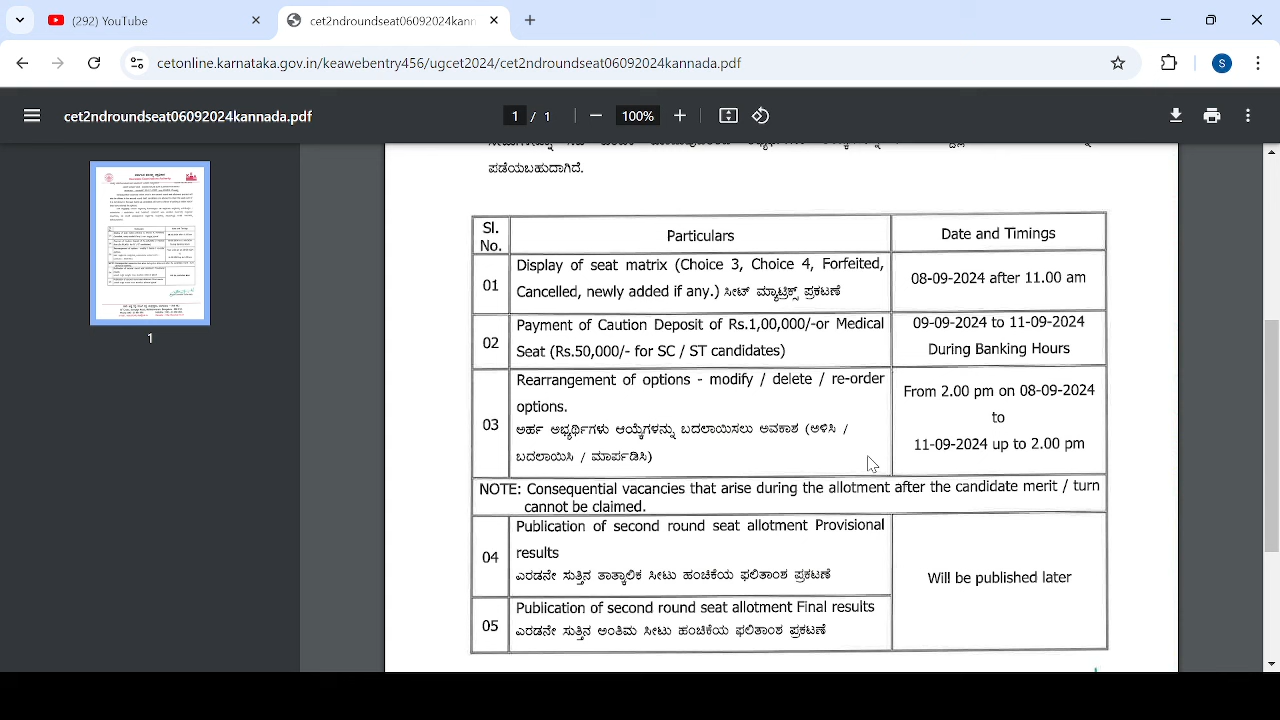 (292) YouTube
cet2ndroundseat06092024kann
cetonline.karnataka.gov.in/keawebentry456/ugcet2024/cet2ndroundseat06092024kannada.pdf
S
cet2ndroundseat06092024kannada.pdf
1 / 1
100%
1
ಪಡೆಯಬಹುದಾಗಿದೆ.
Sl. No.
Particulars
Date and Timings
01
Display of seat matrix (Choice 3, Choice 4, Forfeited,
Cancelled, newly added if any.) ಸೀಟ್ ಮ್ಯಾಟ್ರಿಕ್ಸ್ ಪ್ರಕಟಣೆ
08-09-2024 after 11.00 am
02
Payment of Caution Deposit of Rs.1,00,000/-or Medical
Seat (Rs.50,000/- for SC / ST candidates)
09-09-2024 to 11-09-2024
During Banking Hours
03
Rearrangement of options - modify / delete / re-order
options.
ಅರ್ಹ ಅಭ್ಯರ್ಥಿಗಳು ಆಯ್ಕೆಗಳನ್ನು ಬದಲಾಯಿಸಲು ಅವಕಾಶ (ಅಳಿಸಿ /
ಬದಲಾಯಿಸಿ / ಮಾರ್ಪಡಿಸಿ)
From 2.00 pm on 08-09-2024
to
11-09-2024 up to 2.00 pm
NOTE: Consequential vacancies that arise during the allotment after the candidate merit / turn
cannot be claimed.
04
Publication of second round seat allotment Provisional
results
ಎರಡನೇ ಸುತ್ತಿನ ತಾತ್ಕಾಲಿಕ ಸೀಟು ಹಂಚಿಕೆಯ ಫಲಿತಾಂಶ ಪ್ರಕಟಣೆ
Will be published later
05
Publication of second round seat allotment Final results
ಎರಡನೇ ಸುತ್ತಿನ ಅಂತಿಮ ಸೀಟು ಹಂಚಿಕೆಯ ಫಲಿತಾಂಶ ಪ್ರಕಟಣೆ